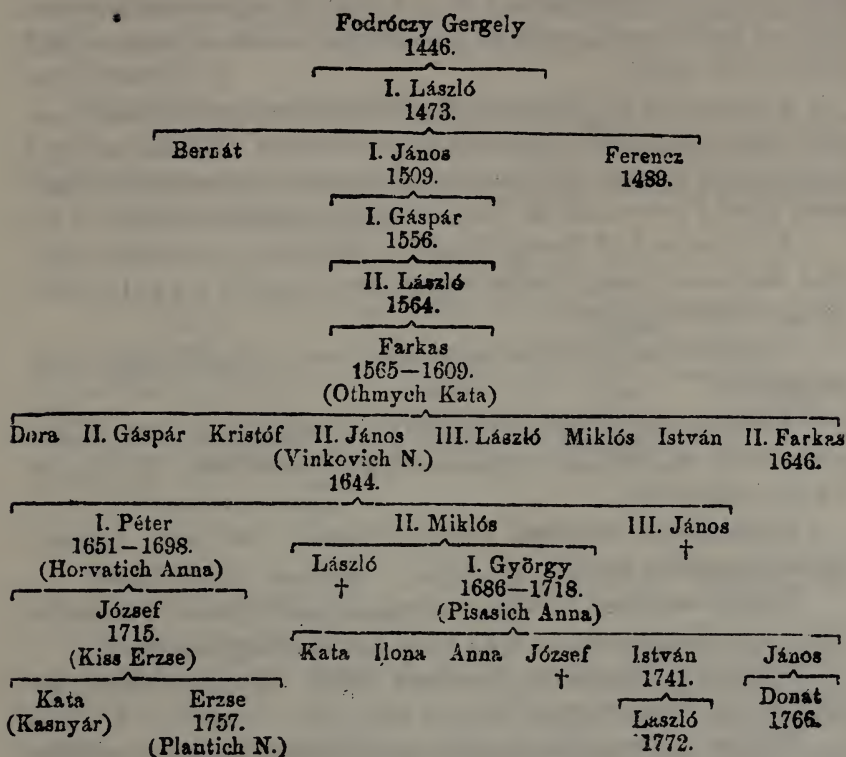 Fodróczy Gergely
1446.
I. László
1473.
Bernát I. János Ferencz
1509. 1489.
I. Gáspár
1556.
II. László
1564.
Farkas
1565—1609.
(Othmych Kata)
Dora II. Gáspár Kristóf II. János III. László Miklós István II. Farkas
(Vinkovich N.) 1646.
1644.
I. Péter II. Miklós III. János
1651—1698. †
(Horvatich Anna) László I. György
† 1686—1718.
József (Pisasich Anna)
1715.
(Kiss Erzse) Kata Ilona Anna József István János
† 1741.
Kata Erzse Donát
(Kasnyár) 1757. László 1766.
(Plantich N.) 1772.